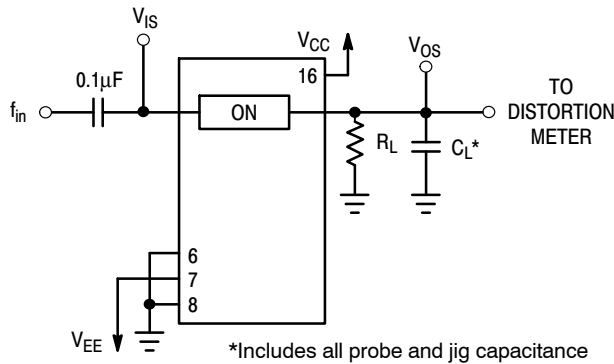 V_IS
V_CC
V_OS
0.1μF
16
f_in
ON
TO
DISTORTION
METER
R_L
C_L*
6
7
8
V_EE
*Includes all probe and jig capacitance